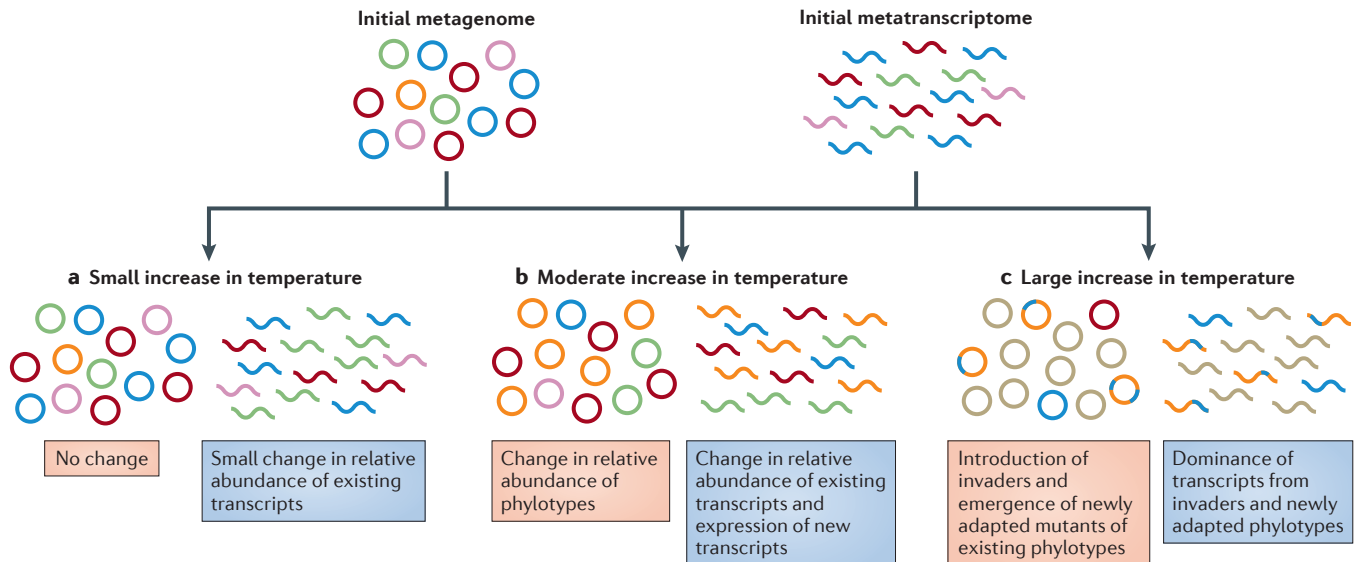 Initial metagenome
Initial metatranscriptome
a Small increase in temperature
b Moderate increase in temperature
c Large increase in temperature
No change
Small change in relative
abundance of existing
transcripts
Change in relative
abundance of
phylotypes
Change in relative
abundance of existing
transcripts and
expression of new
transcripts
Introduction of
invaders and
emergence of newly
adapted mutants of
existing phylotypes
Dominance of
transcripts from
invaders and newly
adapted phylotypes